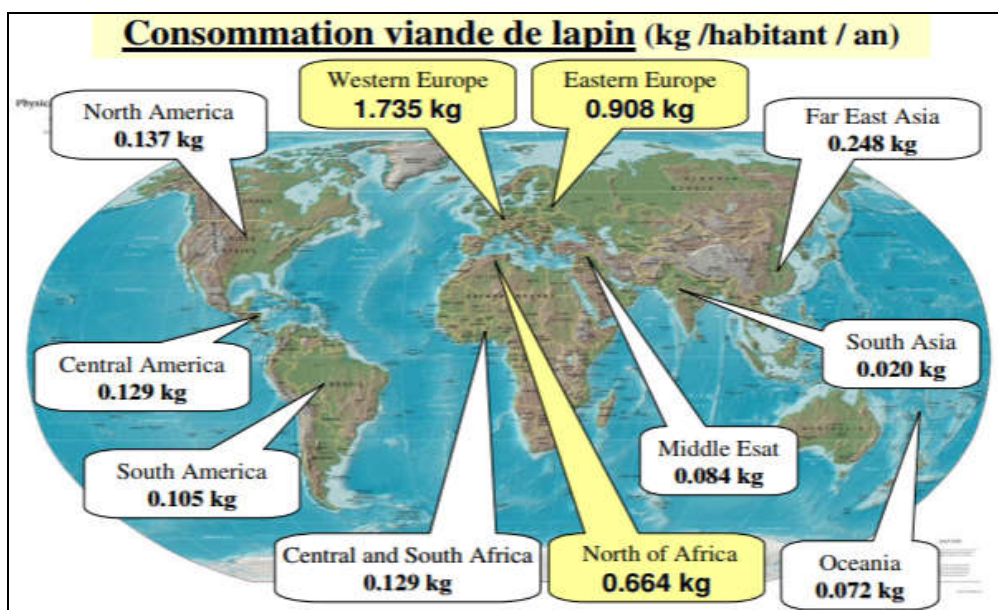 Consommation viande de lapin (kg /habitant / an)
Western Europe
1.735 kg
Eastern Europe
0.908 kg
North America
0.137 kg
Far East Asia
0.248 kg
Central America
0.129 kg
South Asia
0.020 kg
South America
0.105 kg
Middle Esat
0.084 kg
Central and South Africa
0.129 kg
North of Africa
0.664 kg
Oceania
0.072 kg